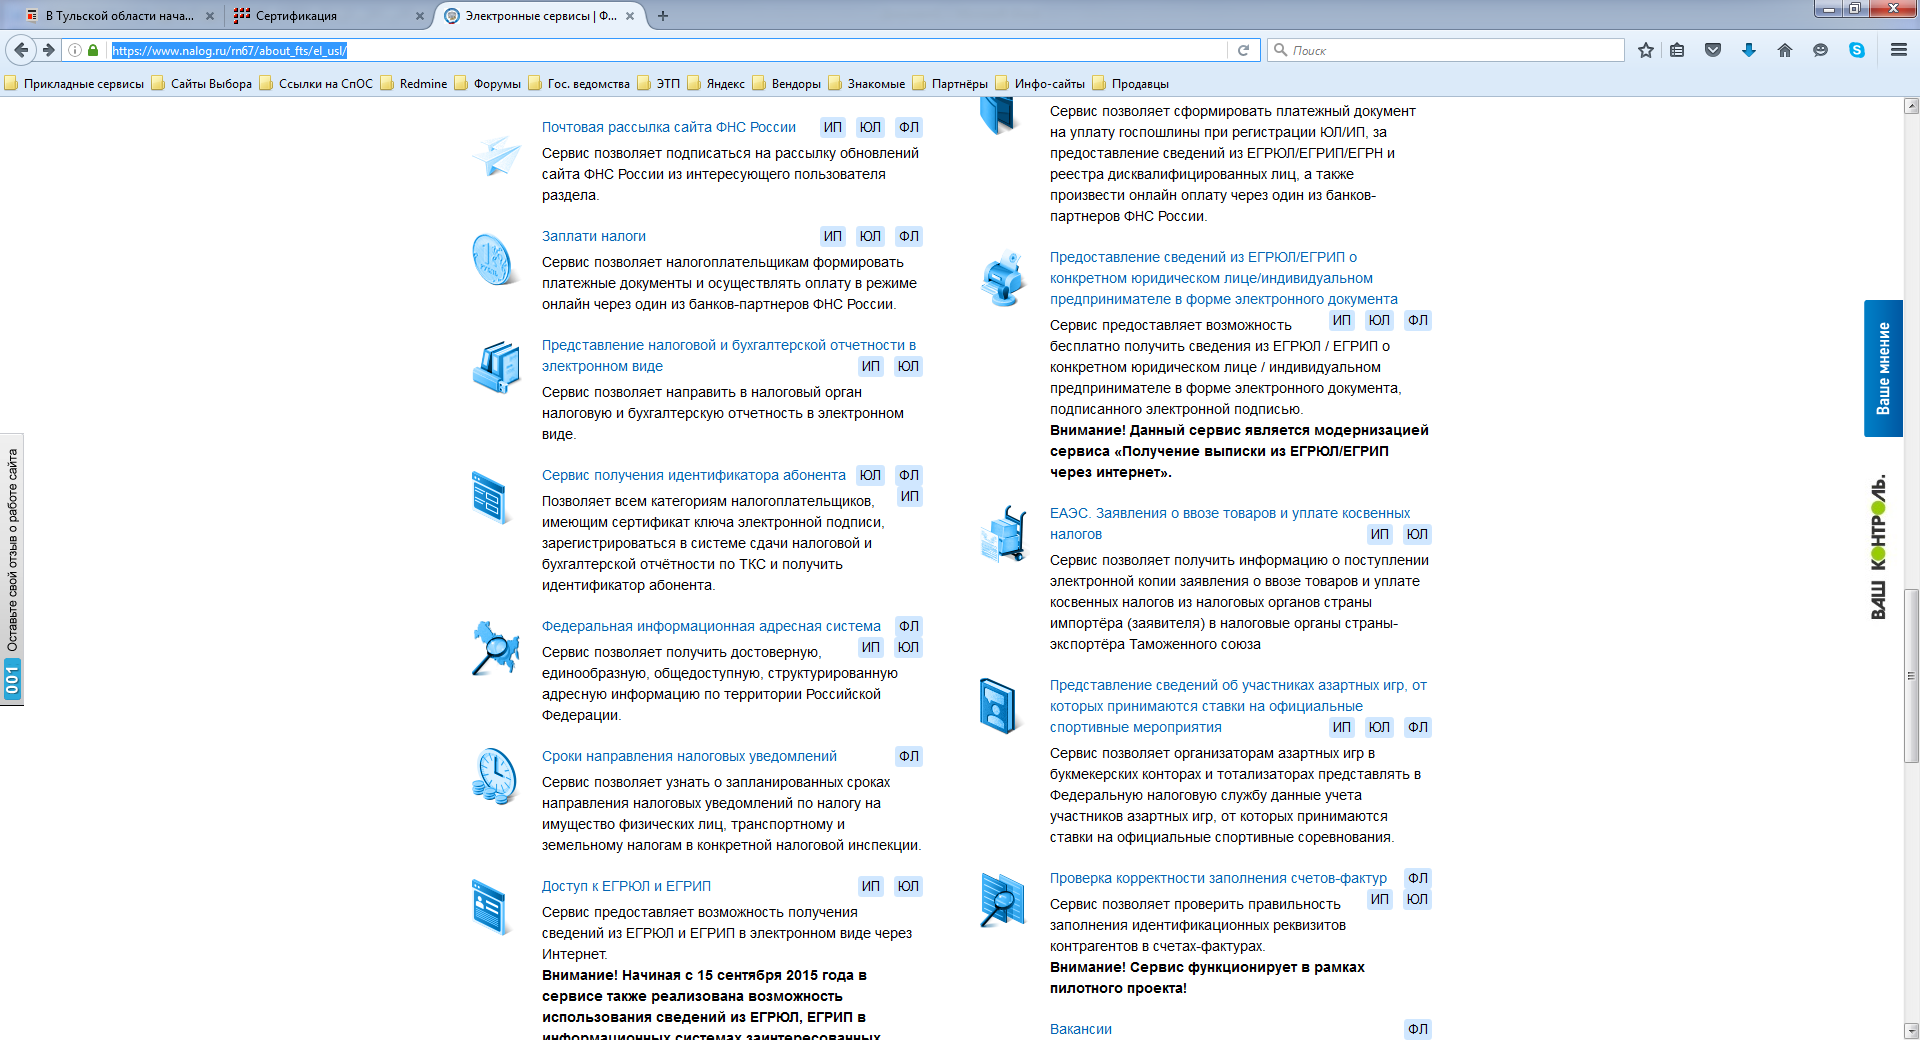 В Тульской области нача...
Сертификация
Электронные сервисы | Ф...
https://www.nalog.ru/rn67/about_fts/el_usl/
Поиск
Прикладные сервисы
Сайты Выбора
Ссылки на СпОС
Redmine
Форумы
Гос. ведомства
ЭТП
Яндекс
Вендоры
Знакомые
Партнёры
Инфо-сайты
Продавцы
Почтовая рассылка сайта ФНС России ИП ЮЛ ФЛ
Сервис позволяет подписаться на рассылку обновлений
сайта ФНС России из интересующего пользователя
раздела.
Заплати налоги ИП ЮЛ ФЛ
Сервис позволяет налогоплательщикам формировать
платежные документы и осуществлять оплату в режиме
онлайн через один из банков-партнеров ФНС России.
Представление налоговой и бухгалтерской отчетности в
электронном виде ИП ЮЛ
Сервис позволяет направить в налоговый орган
налоговую и бухгалтерскую отчетность в электронном
виде.
Сервис получения идентификатора абонента ЮЛ ФЛ
ИП
Позволяет всем категориям налогоплательщиков,
имеющим сертификат ключа электронной подписи,
зарегистрироваться в системе сдачи налоговой и
бухгалтерской отчётности по ТКС и получить
идентификатор абонента.
Федеральная информационная адресная система ФЛ
ИП ЮЛ
Сервис позволяет получить достоверную,
единообразную, общедоступную, структурированную
адресную информацию по территории Российской
Федерации.
Сроки направления налоговых уведомлений ФЛ
Сервис позволяет узнать о запланированных сроках
направления налоговых уведомлений по налогу на
имущество физических лиц, транспортному и
земельному налогам в конкретной налоговой инспекции.
Доступ к ЕГРЮЛ и ЕГРИП ИП ЮЛ
Сервис предоставляет возможность получения
сведений из ЕГРЮЛ и ЕГРИП в электронном виде через
Интернет.
Внимание! Начиная с 15 сентября 2015 года в
сервисе также реализована возможность
использования сведений из ЕГРЮЛ, ЕГРИП в
информационных системах заинтересованных
Сервис позволяет сформировать платежный документ
на уплату госпошлины при регистрации ЮЛ/ИП, за
предоставление сведений из ЕГРЮЛ/ЕГРИП/ЕГРН и
реестра дисквалифицированных лиц, а также
произвести онлайн оплату через один из банков-
партнеров ФНС России.
Предоставление сведений из ЕГРЮЛ/ЕГРИП о
конкретном юридическом лице/индивидуальном
предпринимателе в форме электронного документа
ИП ЮЛ ФЛ
Сервис предоставляет возможность
бесплатно получить сведения из ЕГРЮЛ / ЕГРИП о
конкретном юридическом лице / индивидуальном
предпринимателе в форме электронного документа,
подписанного электронной подписью.
Внимание! Данный сервис является модернизацией
сервиса «Получение выписки из ЕГРЮЛ/ЕГРИП
через интернет».
ЕАЭС. Заявления о ввозе товаров и уплате косвенных
налогов ИП ЮЛ
Сервис позволяет получить информацию о поступлении
электронной копии заявления о ввозе товаров и уплате
косвенных налогов из налоговых органов страны
импортёра (заявителя) в налоговые органы страны-
экспортёра Таможенного союза
Представление сведений об участниках азартных игр, от
которых принимаются ставки на официальные
спортивные мероприятия ИП ЮЛ ФЛ
Сервис позволяет организаторам азартных игр в
букмекерских конторах и тотализаторах представлять в
Федеральную налоговую службу данные учета
участников азартных игр, от которых принимаются
ставки на официальные спортивные соревнования.
Проверка корректности заполнения счетов-фактур ФЛ
ИП ЮЛ
Сервис позволяет проверить правильность
заполнения идентификационных реквизитов
контрагентов в счетах-фактурах.
Внимание! Сервис функционирует в рамках
пилотного проекта!
Вакансии ФЛ
Оставьте свой отзыв о работе сайта
001
Ваше мнение
ВАШ КОНТРОЛЬ.